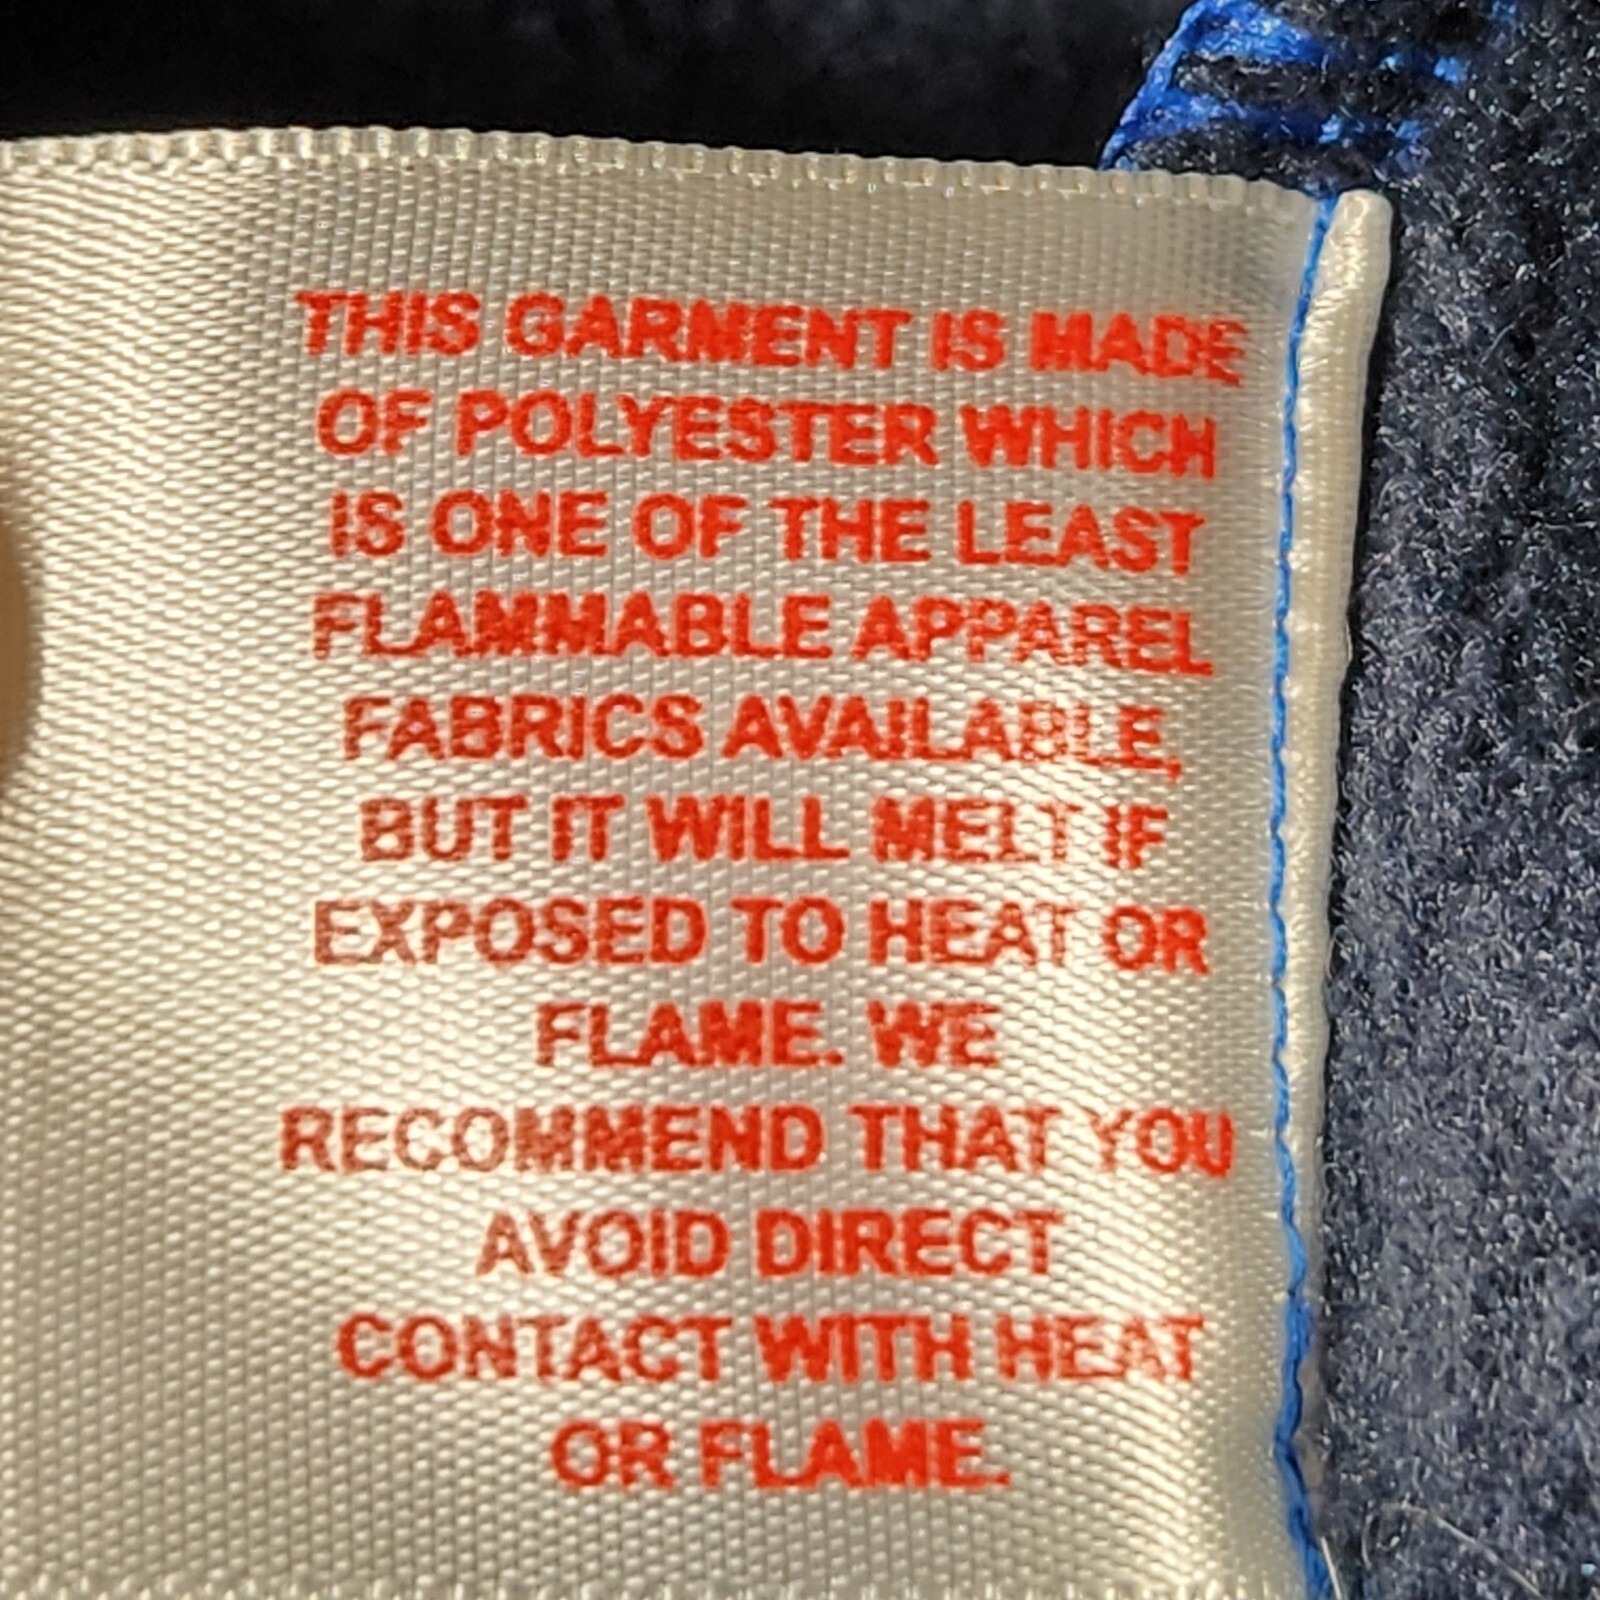 THIS GARMENT IS MADE
OF POLYESTER WHICH
IS ONE OF THE LEAST
FLAMMABLE APPAREL
FABRICS AVAILABLE,
BUT IT WILL MELT IF
EXPOSED TO HEAT OR
FLAME. WE
RECOMMEND THAT YOU
AVOID DIRECT
CONTACT WITH HEAT
OR FLAME.